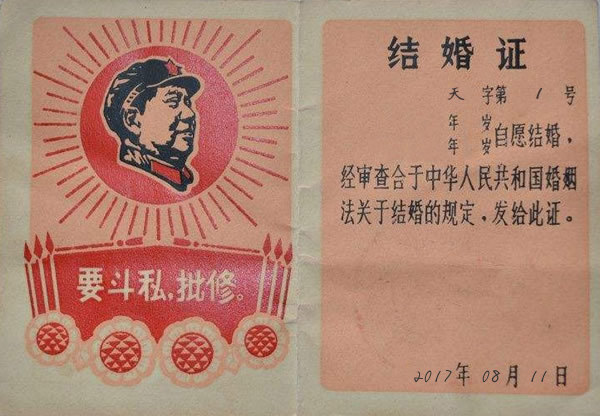 要斗私,批修。
结婚证
天 字第 1 号
年 岁
年 岁 自愿结婚，
经审查合于中华人民共和国婚姻
法关于结婚的规定，发给此证。
2017年 08月 11日